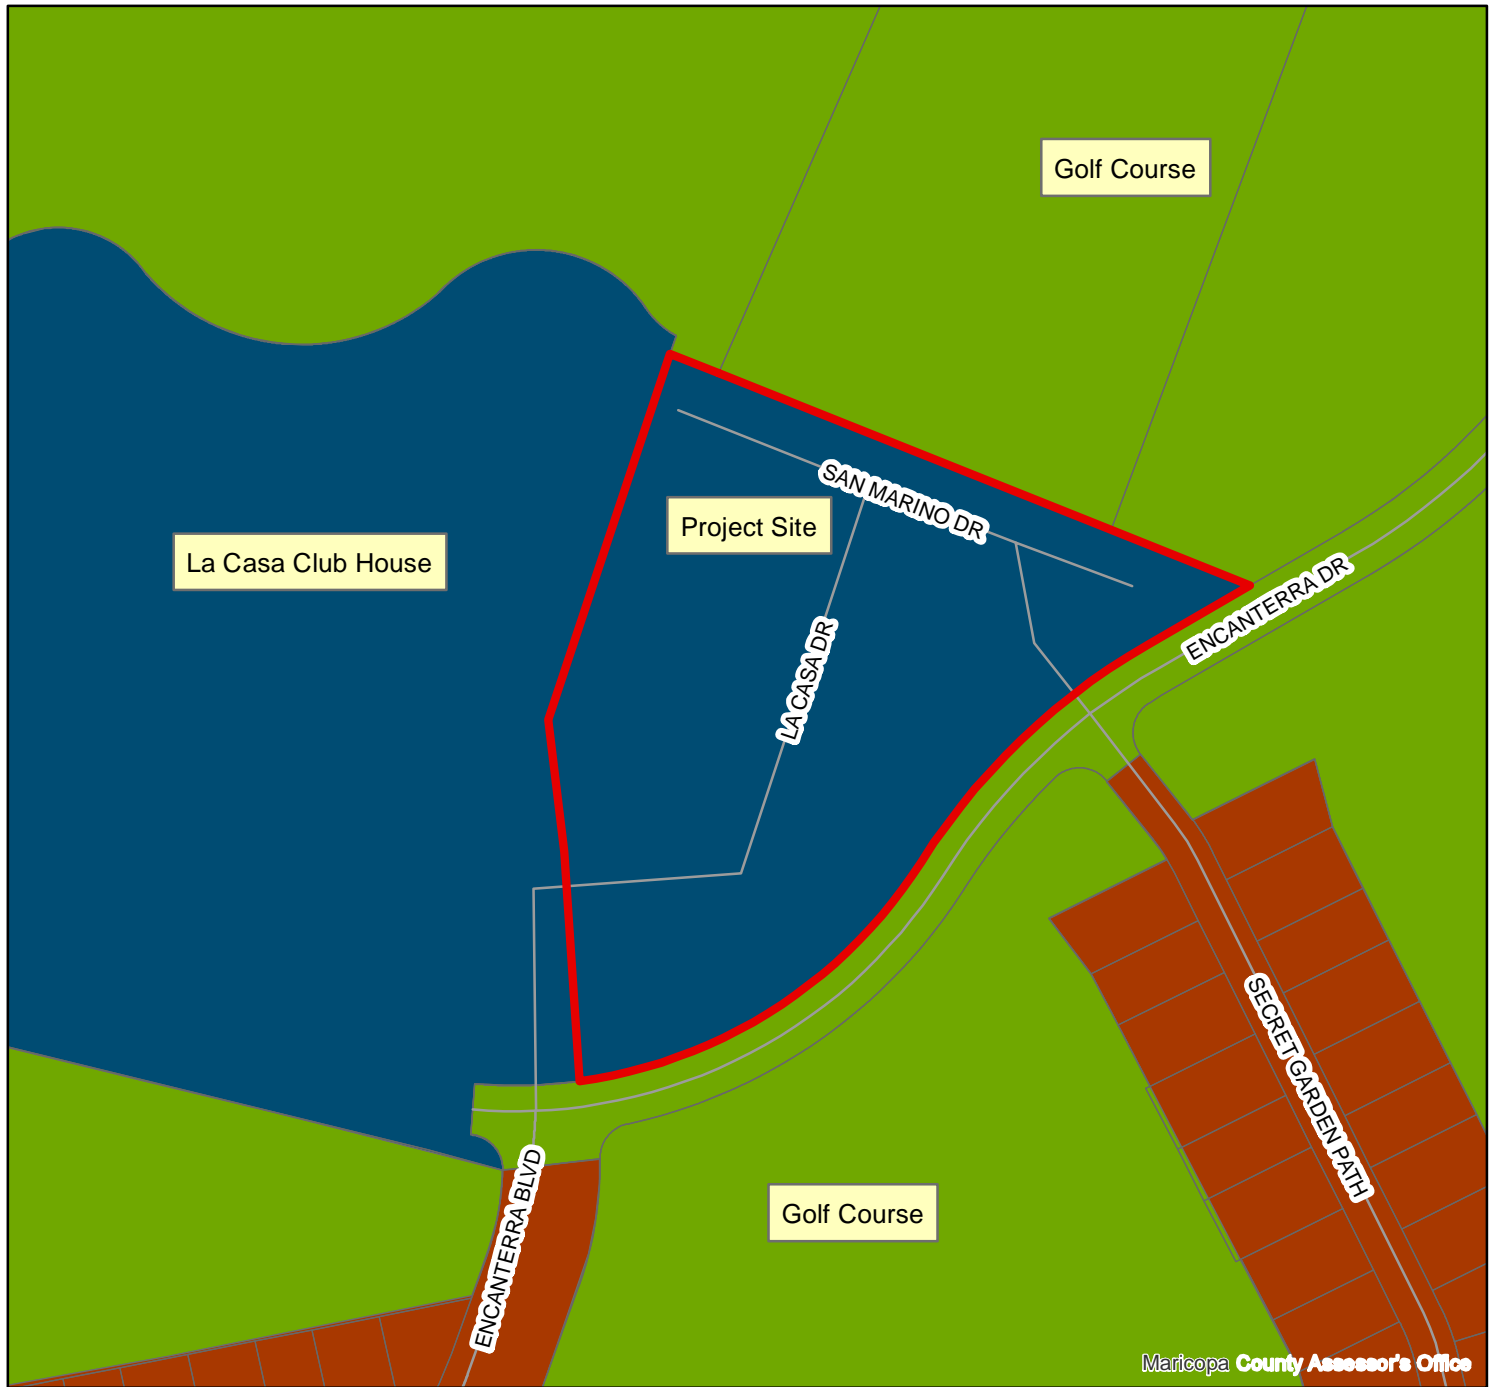 Golf Course
SAN MARINO DR
Project Site
La Casa Club House
ENCANTERRA DR
LA CASA DR
SECRET GARDEN PATH
ENCANTERRA BLVD
Golf Course
Maricopa County Assessor's Office